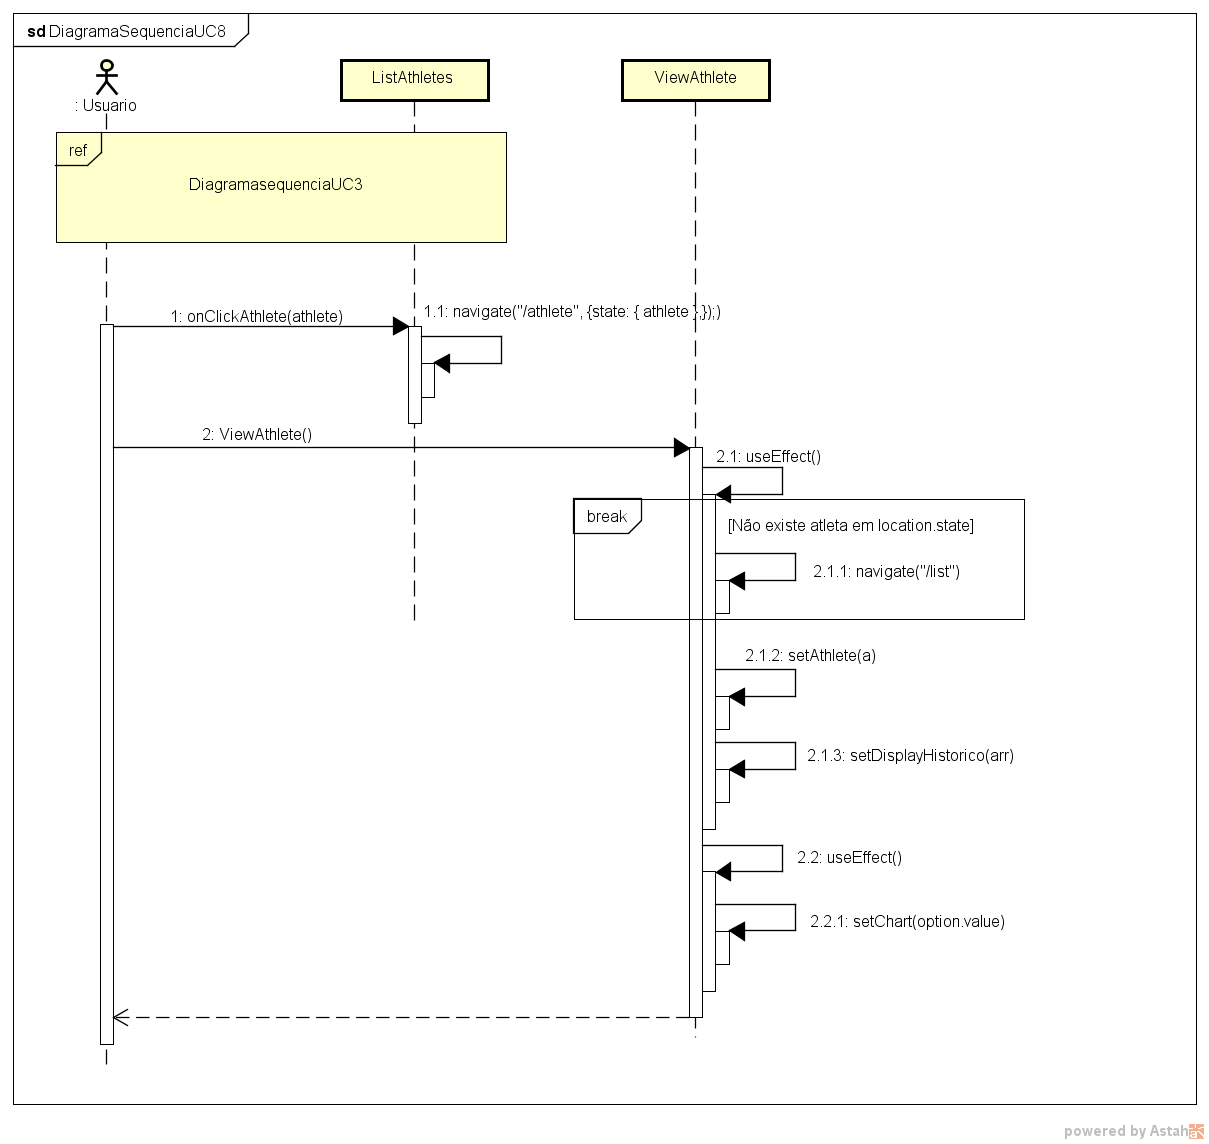 sd DiagramaSequenciaUC8
: Usuario
ListAthletes
ViewAthlete
ref
DiagramasequenciaUC3
1: onClickAthlete(athlete)
1.1: navigate("/athlete", {state: { athlete },});)
2: ViewAthlete()
2.1: useEffect()
break
[Não existe atleta em location.state]
2.1.1: navigate("/list")
2.1.2: setAthlete(a)
2.1.3: setDisplayHistorico(arr)
2.2: useEffect()
2.2.1: setChart(option.value)
powered by Astah